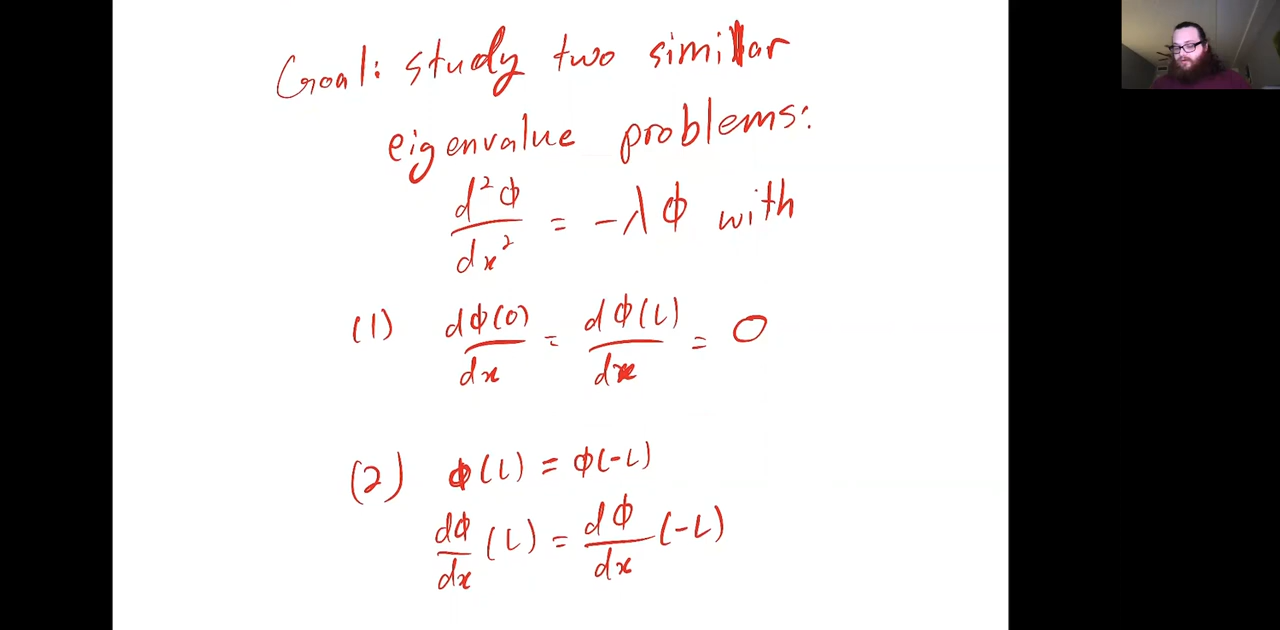 Goal: study two similar
eigenvalue problems:
d²ϕ/dx² = -λϕ with
(1) dϕ(0)/dx = dϕ(L)/dx = 0
(2) ϕ(L) = ϕ(-L)
dϕ/dx (L) = dϕ/dx (-L)